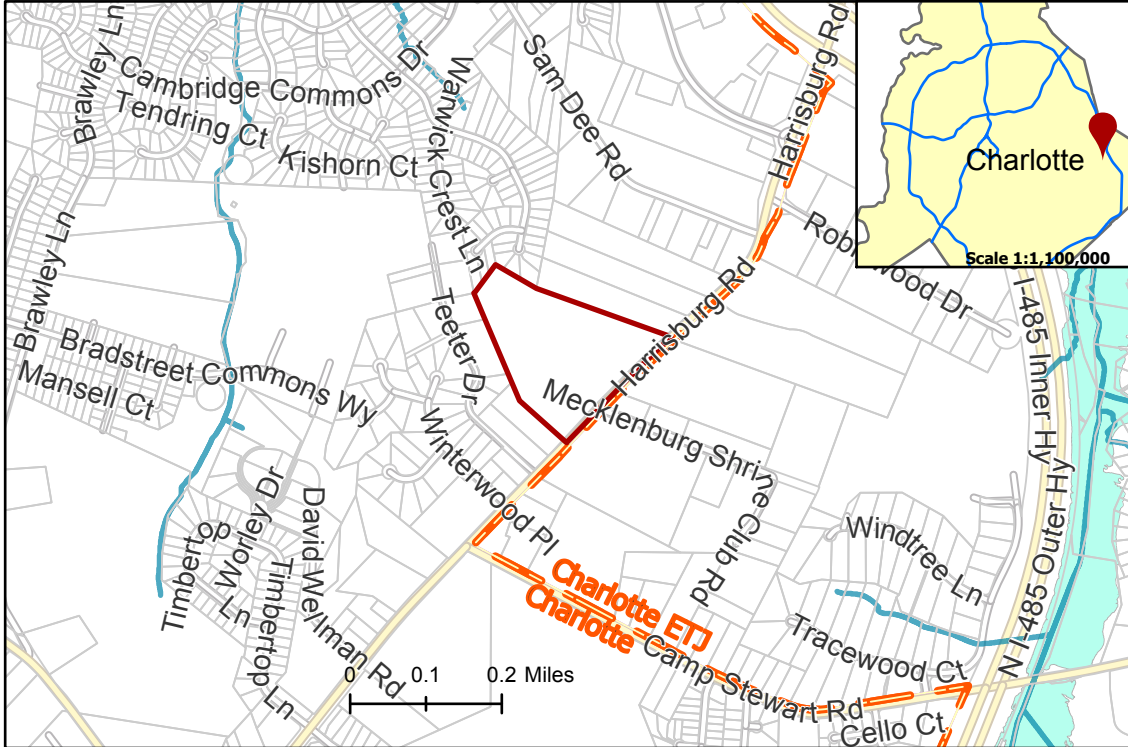 Brawley Ln
Cambridge Commons Dr
Tendring Ct
Kishorn Ct
Warwick Crest Ln
Sam Dee Rd
Harrisburg Rd
Robinwood Dr
Charlotte
Scale 1:1,100,000
Brawley Ln
Bradstreet Commons Wy
Mansell Ct
Teeter Dr
Harrisburg Rd
Mecklenburg Shrine Club Rd
Winterwood Pl
I-485 Inner Hy
N I-485 Outer Hy
Timbertop Ln
Worley Dr
David Welman Rd
Timbertop Ln
Charlotte ETJ
Charlotte
Windtree Ln
Tracewood Ct
Camp Stewart Rd
Cello Ct
0 0.1 0.2 Miles